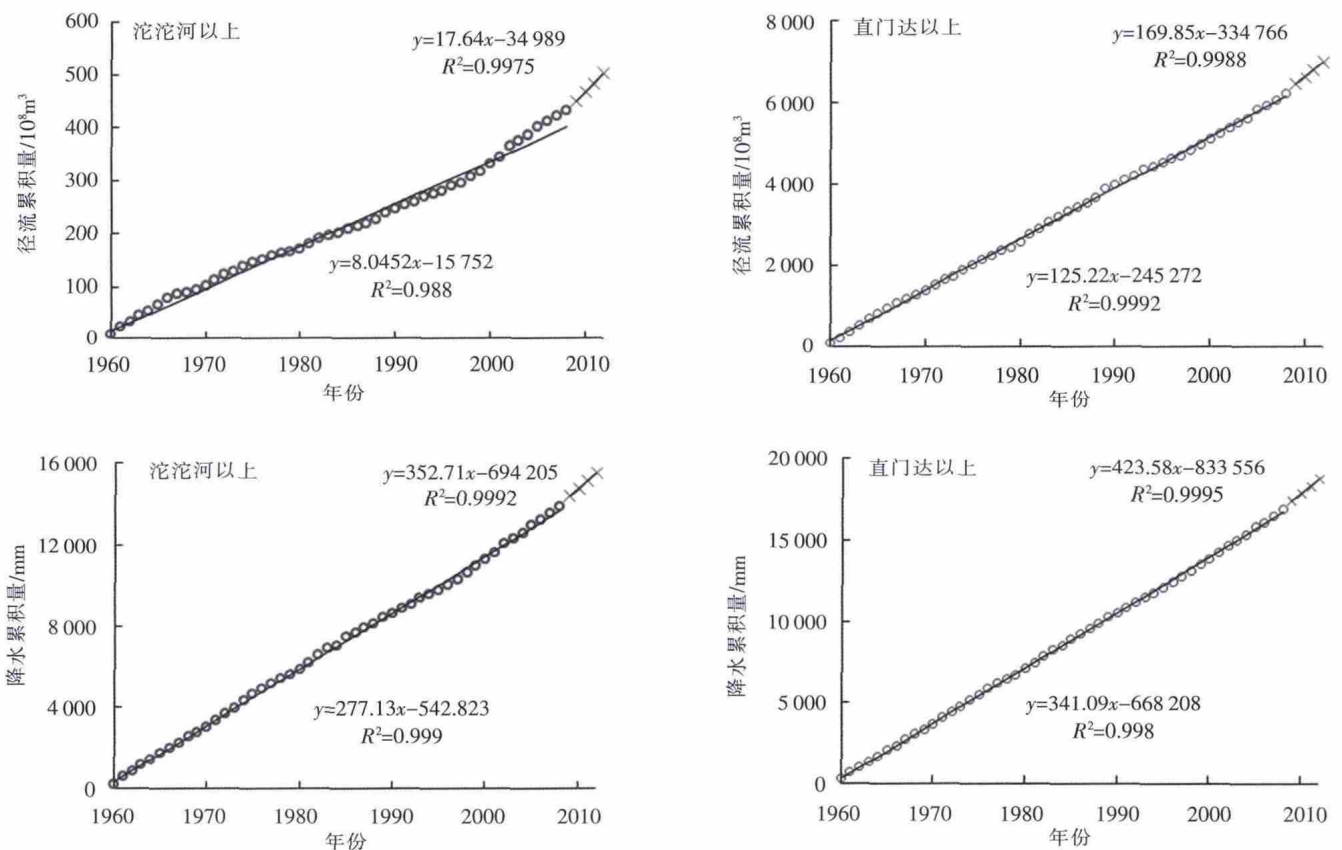 沱沱河以上
y=17.64x−34 989
R²=0.9975
y=8.0452x−15 752
R²=0.988
径流累积量/10⁸m³
600
500
400
300
200
100
0
1960 1970 1980 1990 2000 2010
年份
直门达以上
y=169.85x−334 766
R²=0.9988
y=125.22x−245 272
R²=0.9992
径流累积量/10⁸m³
8 000
6 000
4 000
2 000
0
1960 1970 1980 1990 2000 2010
年份
沱沱河以上
y=352.71x−694 205
R²=0.9992
y=277.13x−542.823
R²=0.999
降水累积量/mm
16 000
12 000
8 000
4 000
0
1960 1970 1980 1990 2000 2010
年份
直门达以上
y=423.58x−833 556
R²=0.9995
y=341.09x−668 208
R²=0.998
降水累积量/mm
20 000
15 000
10 000
5 000
0
1960 1970 1980 1990 2000 2010
年份